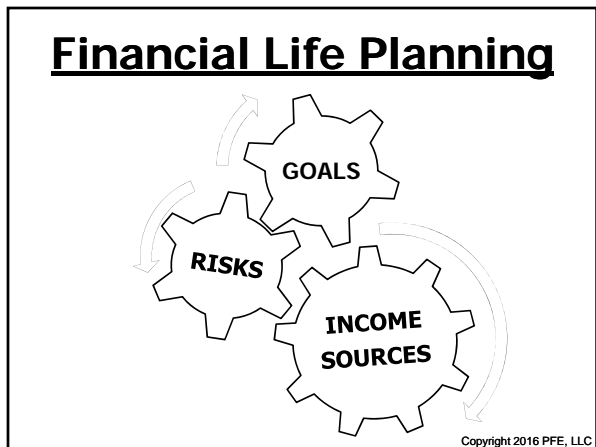 Financial Life Planning
GOALS
RISKS
INCOME
SOURCES
Copyright 2016 PFE, LLC